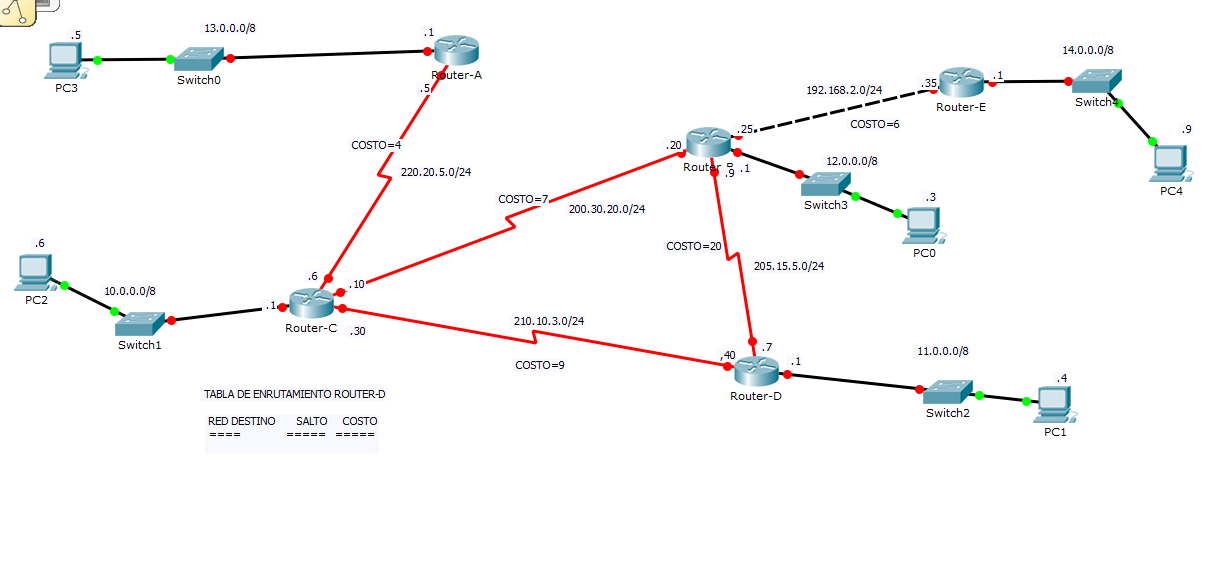 13.0.0.0/8
.5
.1
Switch0
PC3
Router-A
.5
14.0.0.0/8
.35
.1
192.168.2.0/24
Router-E
Switch4
COSTO=6
.25
.9
COSTO=4
.20
12.0.0.0/8
220.20.5.0/24
.9
.1
PC4
COSTO=7
Switch3
.3
200.30.20.0/24
COSTO=20
PC0
.6
205.15.5.0/24
.6
.10
10.0.0.0/8
PC2
.1
Router-C
Switch1
.30
210.10.3.0/24
,40
.7
COSTO=9
.1
11.0.0.0/8
Router-D
.4
Switch2
PC1
TABLA DE ENRUTAMIENTO ROUTER-D
RED DESTINO SALTO COSTO
==== ===== =====